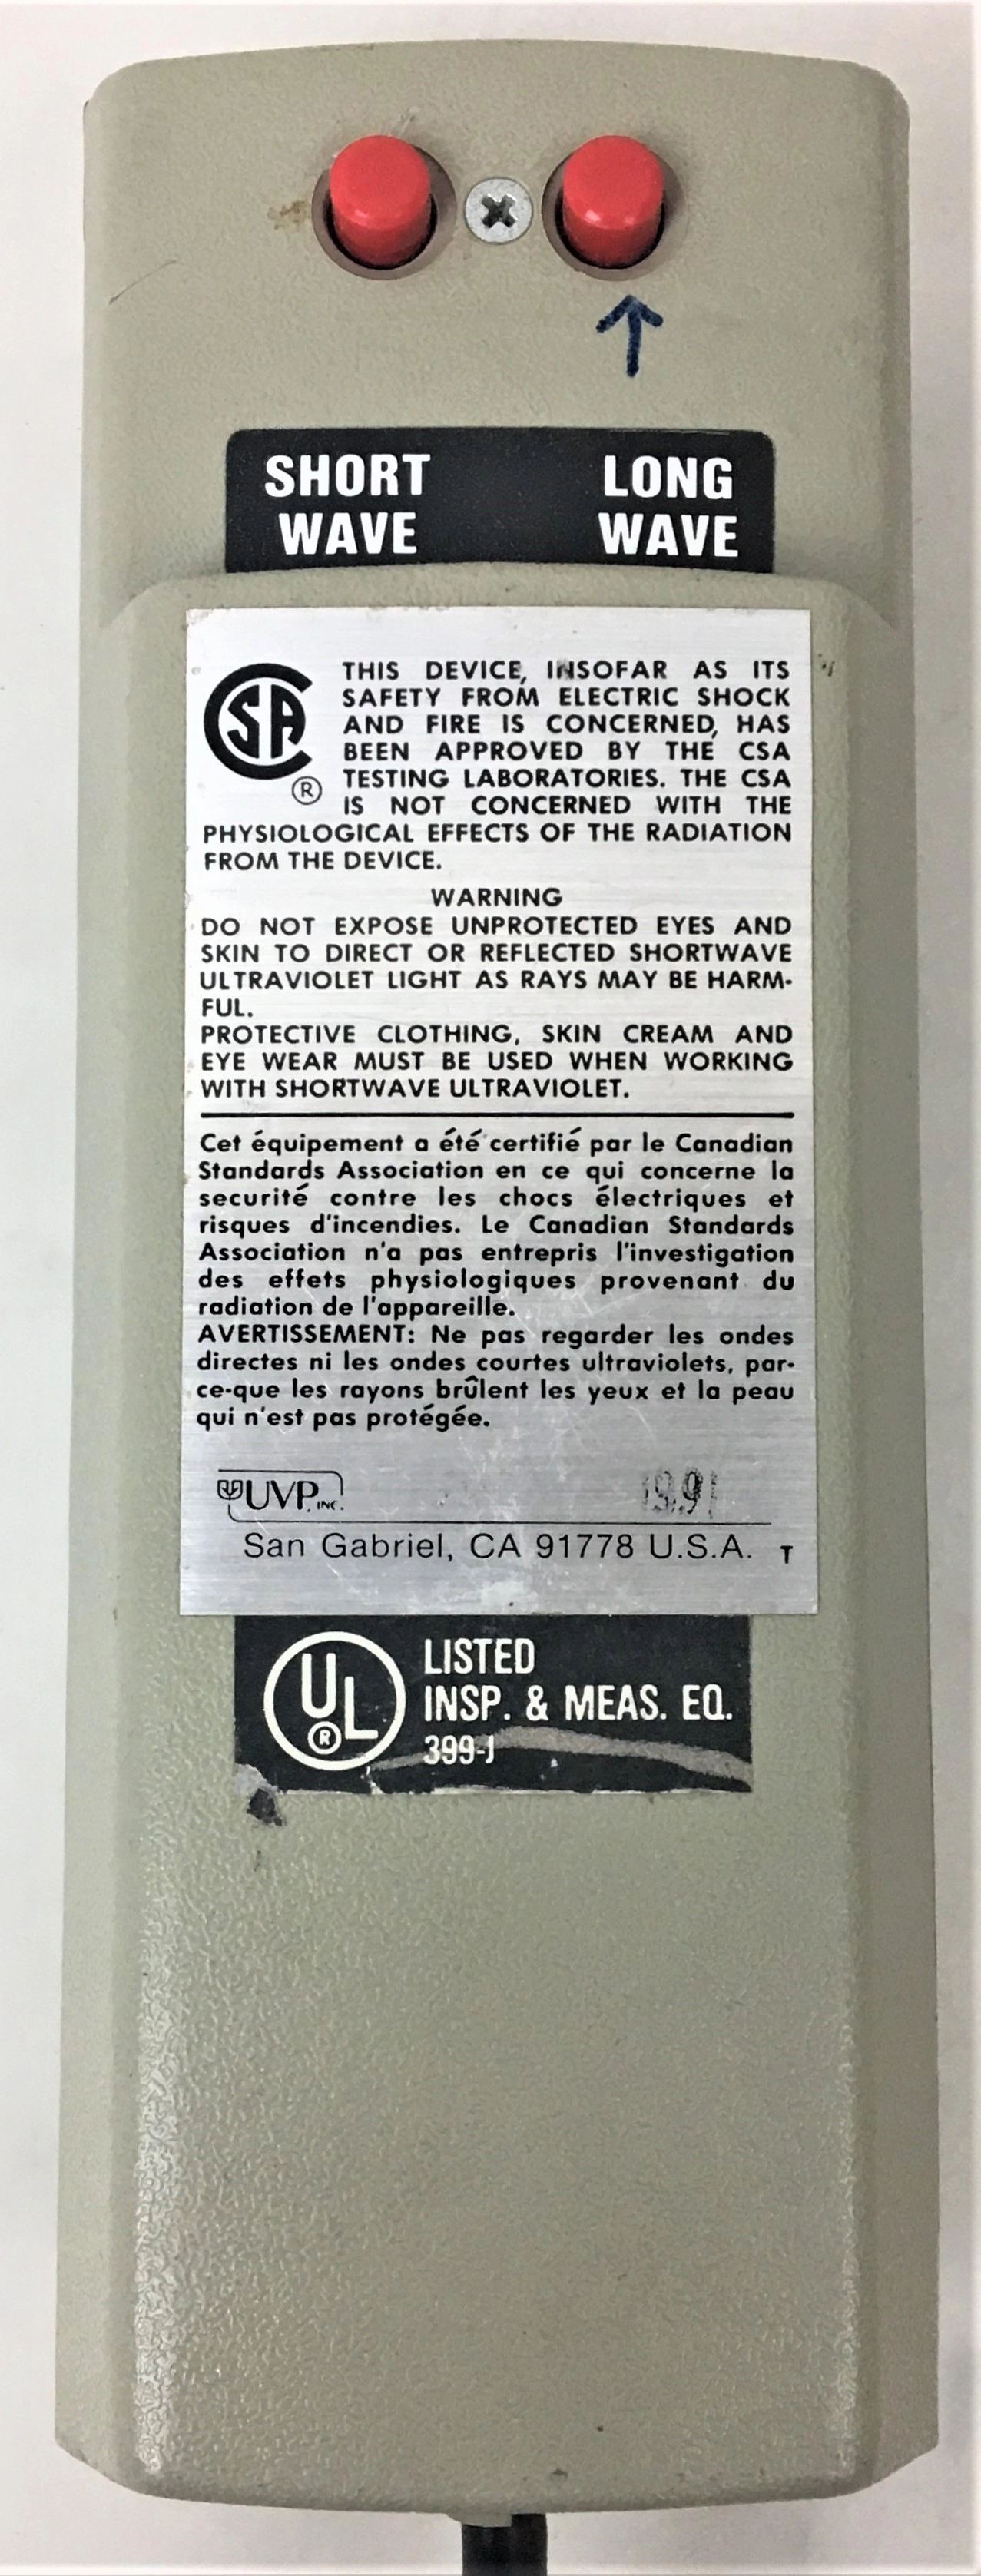 SHORT LONG
WAVE WAVE
CSA
®
THIS DEVICE, INSOFAR AS ITS
SAFETY FROM ELECTRIC SHOCK
AND FIRE IS CONCERNED, HAS
BEEN APPROVED BY THE CSA
TESTING LABORATORIES. THE CSA
IS NOT CONCERNED WITH THE
PHYSIOLOGICAL EFFECTS OF THE RADIATION
FROM THE DEVICE.
WARNING
DO NOT EXPOSE UNPROTECTED EYES AND
SKIN TO DIRECT OR REFLECTED SHORTWAVE
ULTRAVIOLET LIGHT AS RAYS MAY BE HARM-
FUL.
PROTECTIVE CLOTHING, SKIN CREAM AND
EYE WEAR MUST BE USED WHEN WORKING
WITH SHORTWAVE ULTRAVIOLET.
Cet équipement a été certifié par le Canadian
Standards Association en ce qui concerne la
securité contre les chocs électriques et
risques d'incendies. Le Canadian Standards
Association n'a pas entrepris l'investigation
des effets physiologiques provenant du
radiation de l'appareille.
AVERTISSEMENT: Ne pas regarder les ondes
directes ni les ondes courtes ultraviolets, par-
ce-que les rayons brûlent les yeux et la peau
qui n'est pas protégée.
UVP, INC.
San Gabriel, CA 91778 U.S.A. T
UL ®
LISTED
INSP. & MEAS. EQ.
399-J